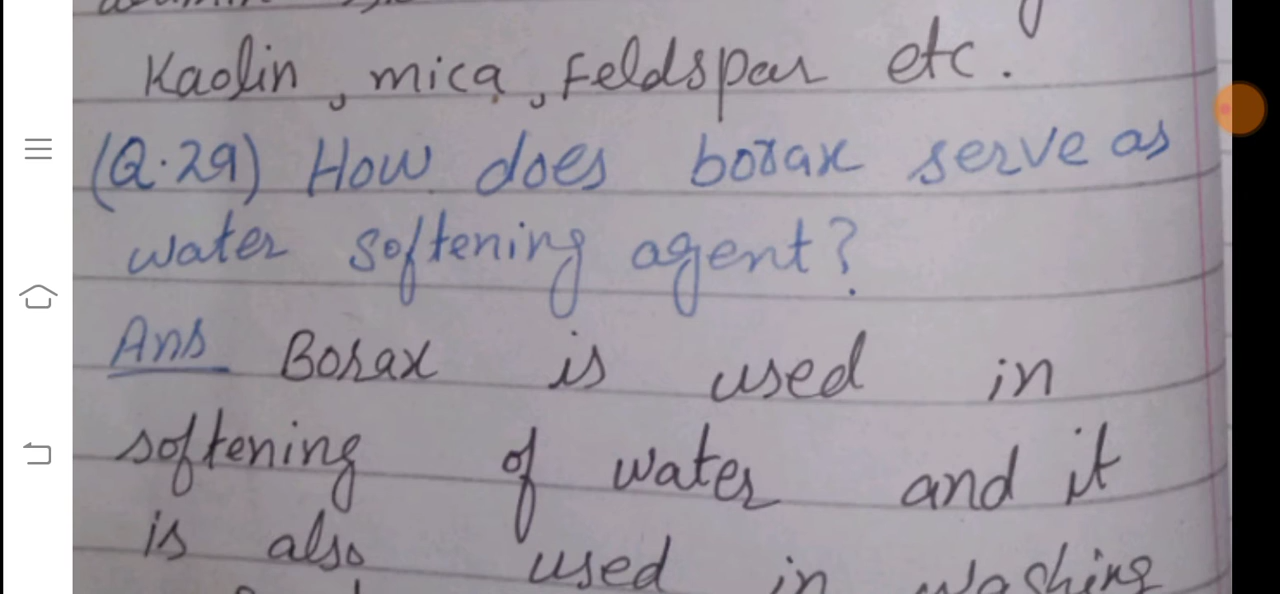 Kaolin, mica, Feldspar etc.
(Q.29) How does borax serve as
water softening agent?
Ans Borax is used in
softening of water and it
is also used in washing